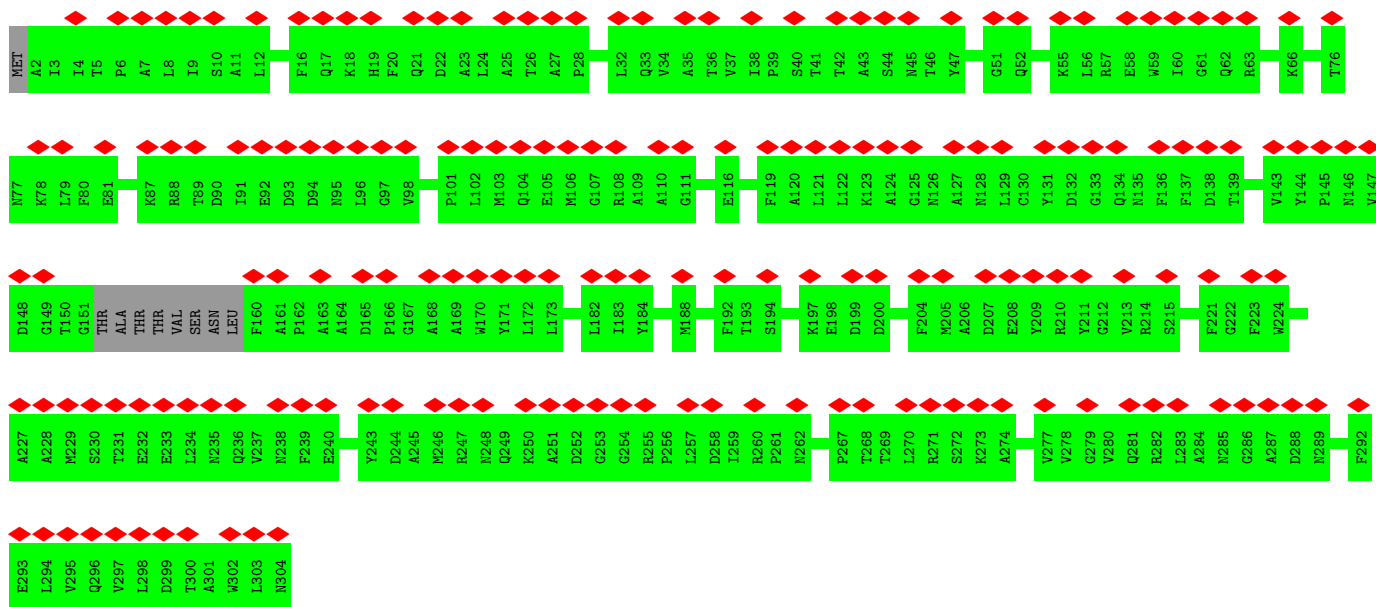 MET A2 I3 I4 T5 P6 A7 L8 I9 S10 A11 L12 F16 Q17 K18 H19 F20 Q21 D22 A23 L24 A25 T26 A27 P28 L32 Q33 V34 A35 T36 V37 I38 P39 S40 T41 T42 A43 S44 N45 T46 Y47 G51 Q52 K55 L56 R57 E58 W59 I60 G61 Q62 R63 K66 T76
N77 K78 L79 F80 E81 K87 R88 T89 D90 I91 E92 D93 D94 N95 L96 G97 V98 P101 L102 M103 Q104 E105 M106 G107 R108 A109 A110 G111 E116 F119 A120 L121 L122 K123 A124 G125 N126 A127 N128 L129 C130 Y131 D132 G133 Q134 N135 F136 F137 D138 T139 V143 Y144 P145 N146 V147
D148 G149 T150 G151 THR ALA THR THR VAL SER ASN LEU F160 A161 P162 A163 A164 D165 P166 G167 A168 A169 W170 Y171 L172 L173 L182 I183 Y184 M188 F192 T193 S194 K197 E198 D199 D200 F204 M205 A206 D207 E208 Y209 R210 Y211 G212 V213 R214 S215 F221 G222 F223 W224
A227 A228 M229 S230 T231 E232 E233 L234 N235 Q236 V237 N238 F239 E240 Y243 D244 A245 M246 R247 N248 Q249 K250 A251 D252 G253 G254 R255 P256 L257 D258 I259 R260 P261 N262 P267 T268 T269 L270 R271 S272 K273 A274 V277 V278 G279 V280 Q281 R282 L283 A284 N285 G286 A287 D288 N289 F292
E293 L294 V295 Q296 V297 L298 D299 T300 A301 W302 L303 N304